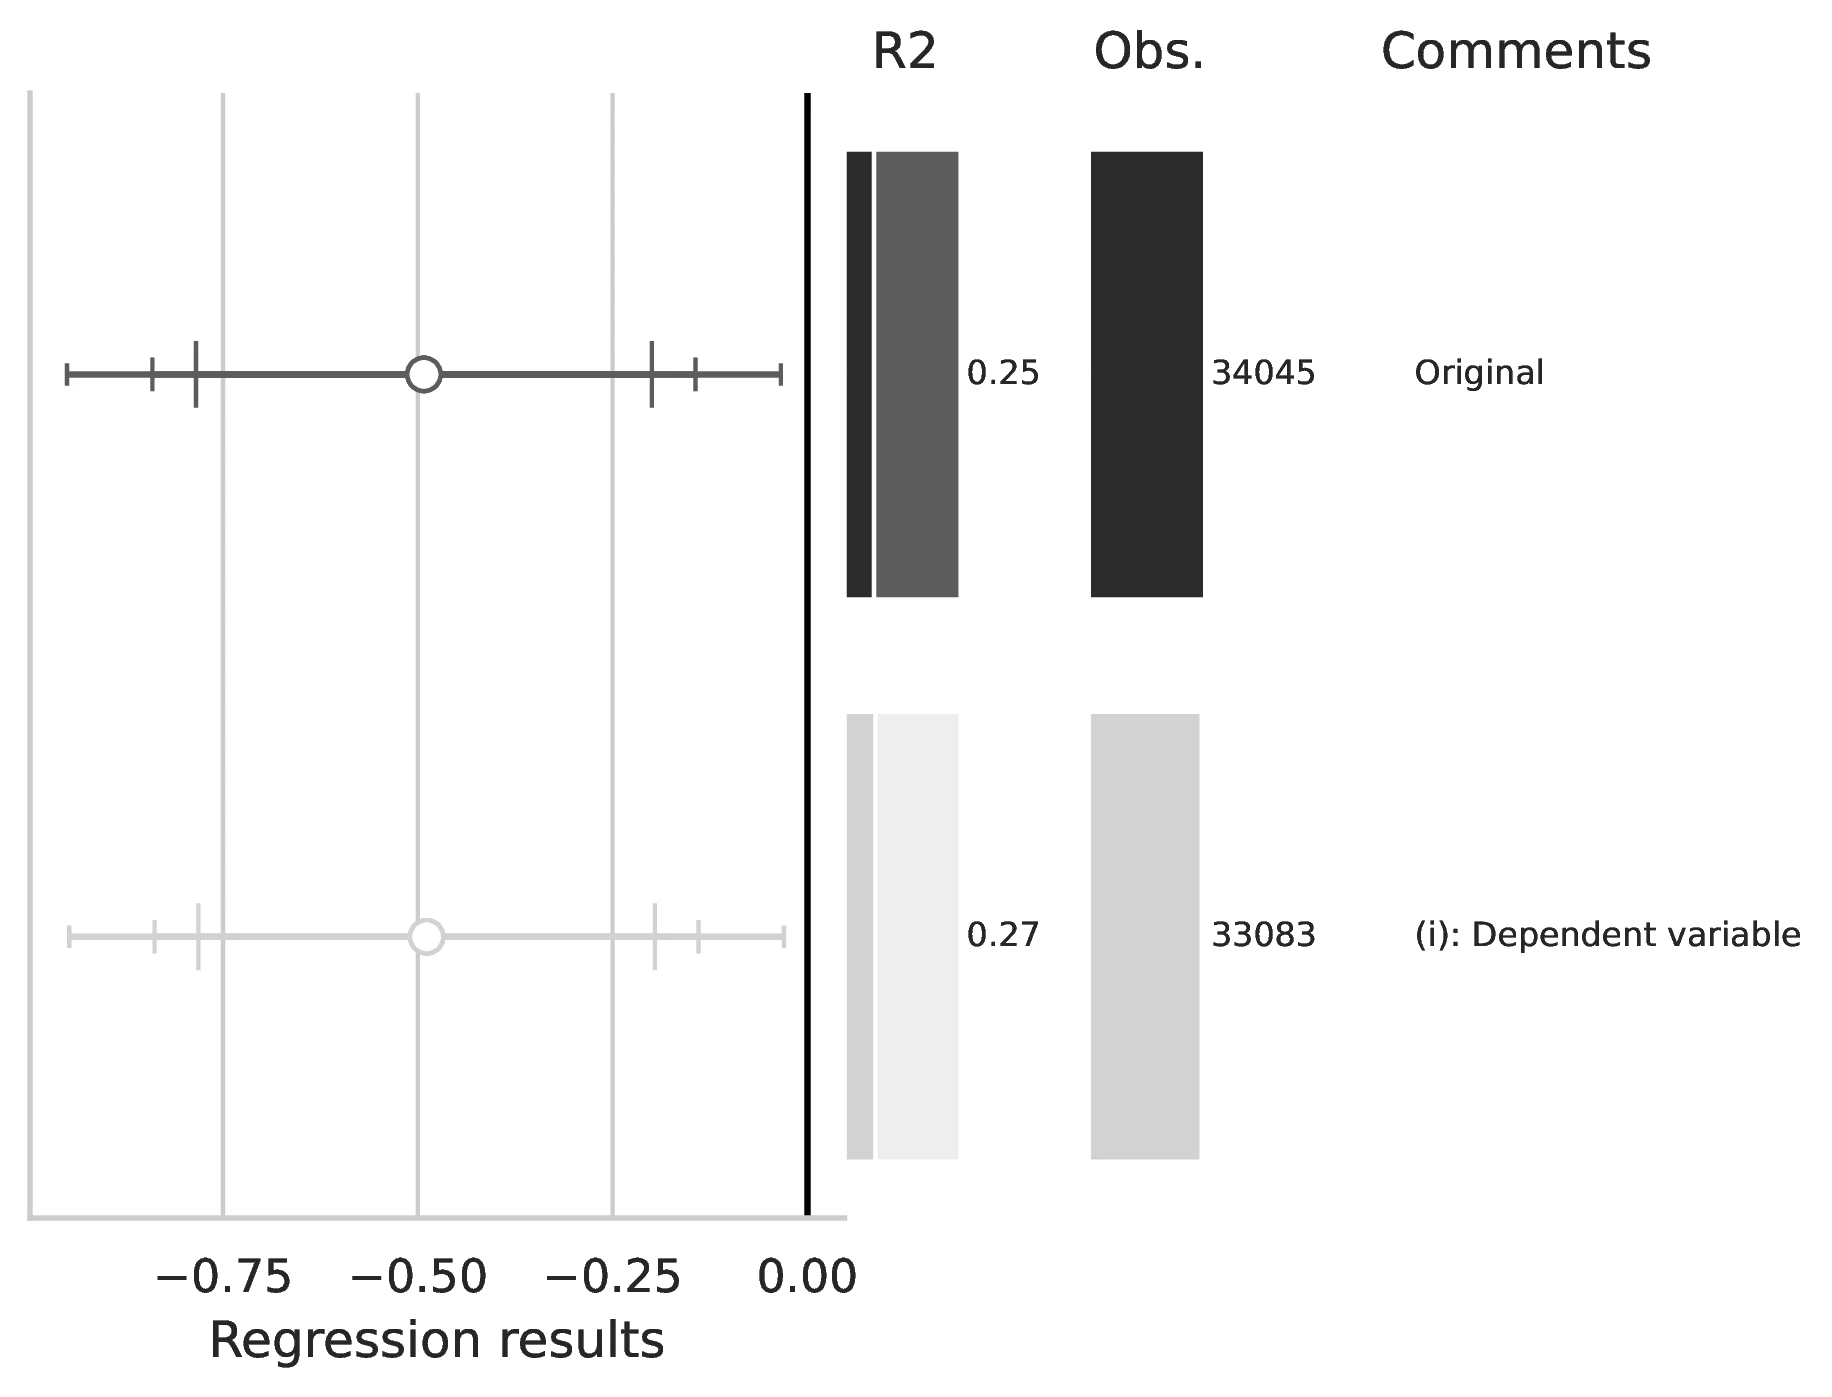 R2 Obs. Comments
0.25 34045 Original
0.27 33083 (i): Dependent variable
−0.75 −0.50 −0.25 0.00
Regression results